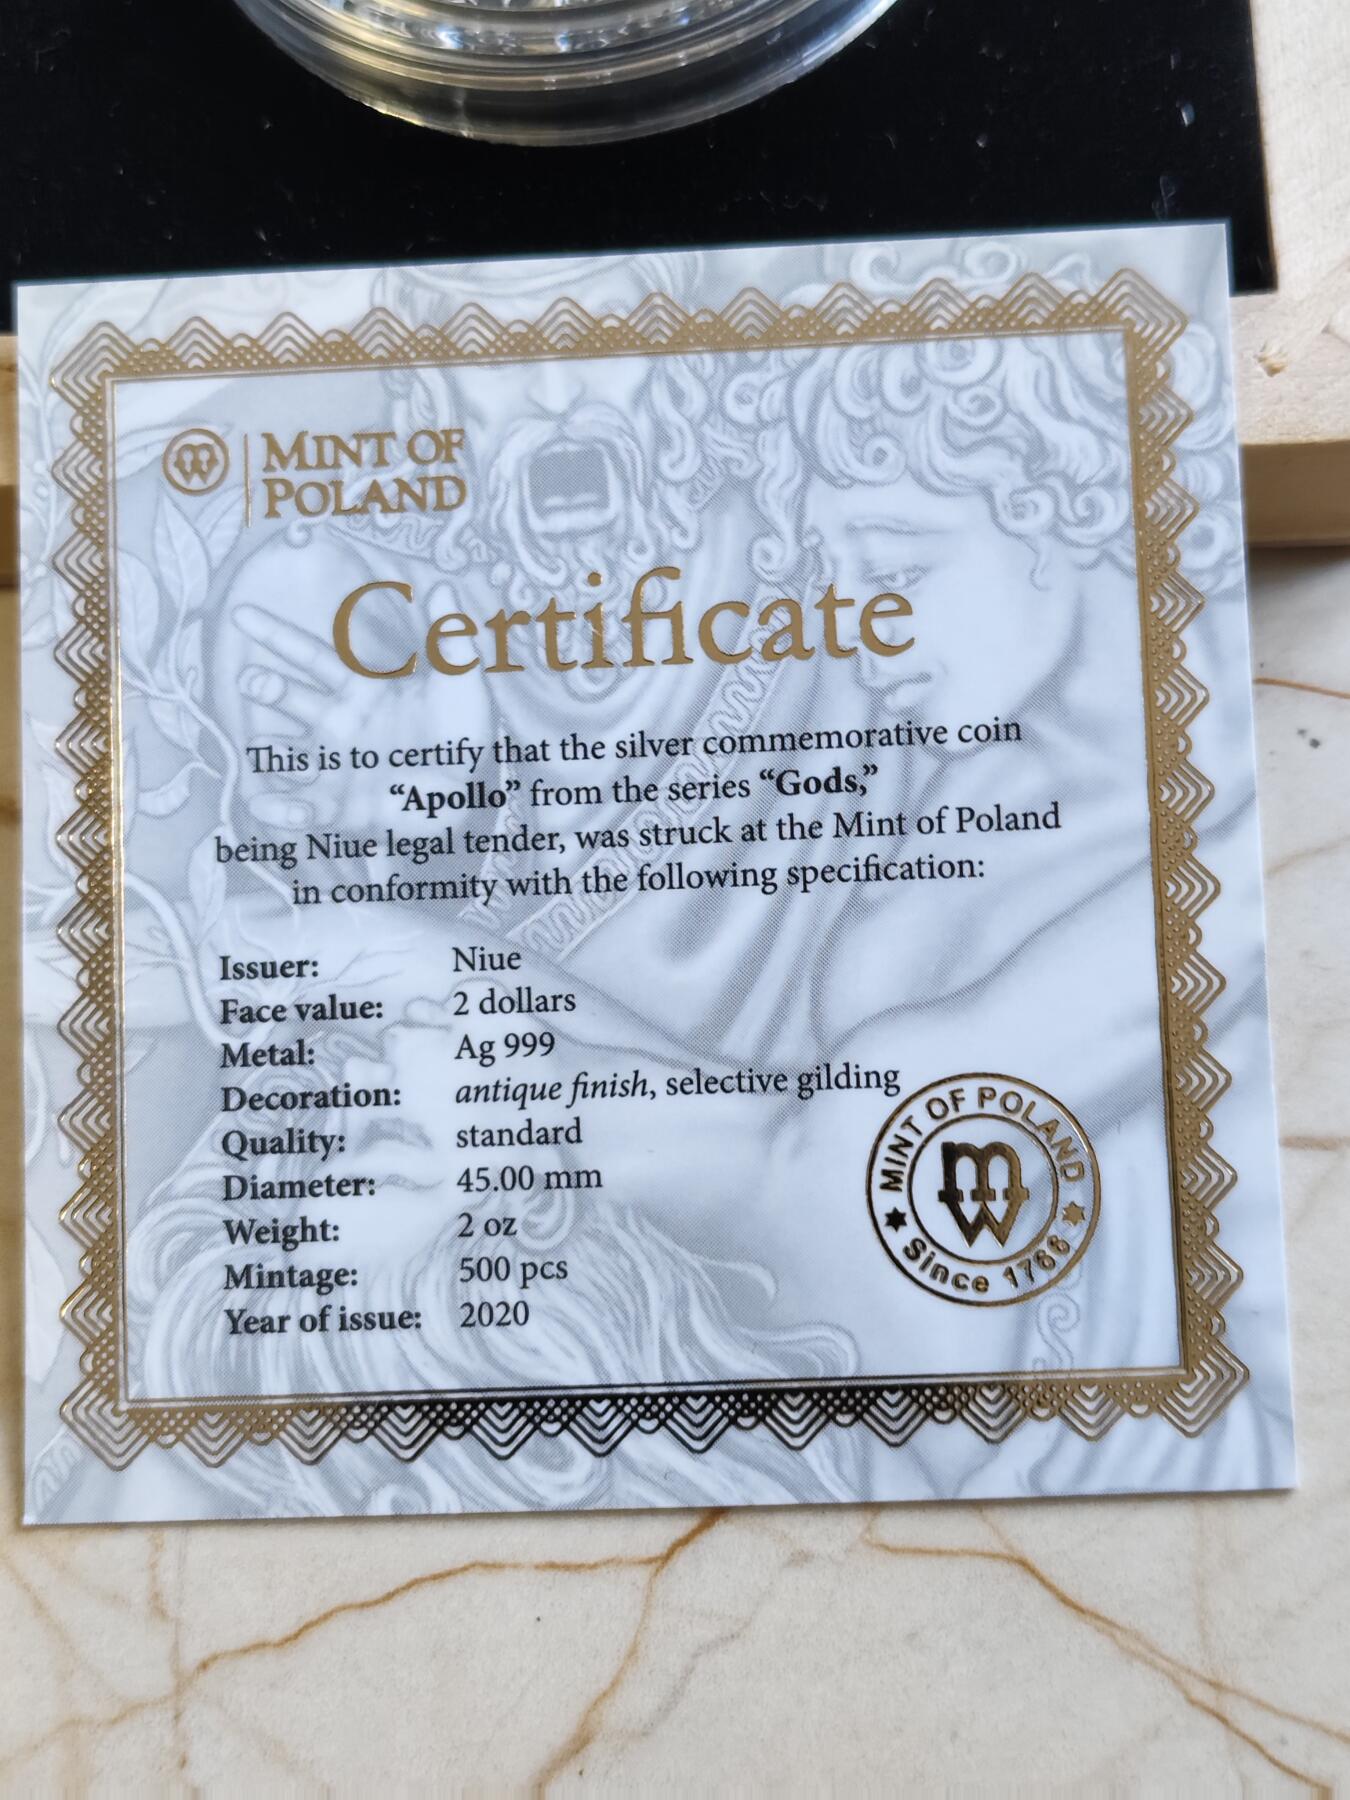 MINT OF
POLAND
Certificate
This is to certify that the silver commemorative coin
“Apollo” from the series “Gods,”
being Niue legal tender, was struck at the Mint of Poland
in conformity with the following specification:
Issuer: Niue
Face value: 2 dollars
Metal: Ag 999
Decoration: antique finish, selective gilding
Quality: standard
Diameter: 45.00 mm
Weight: 2 oz
Mintage: 500 pcs
Year of issue: 2020
MINT OF POLAND
Since 1766